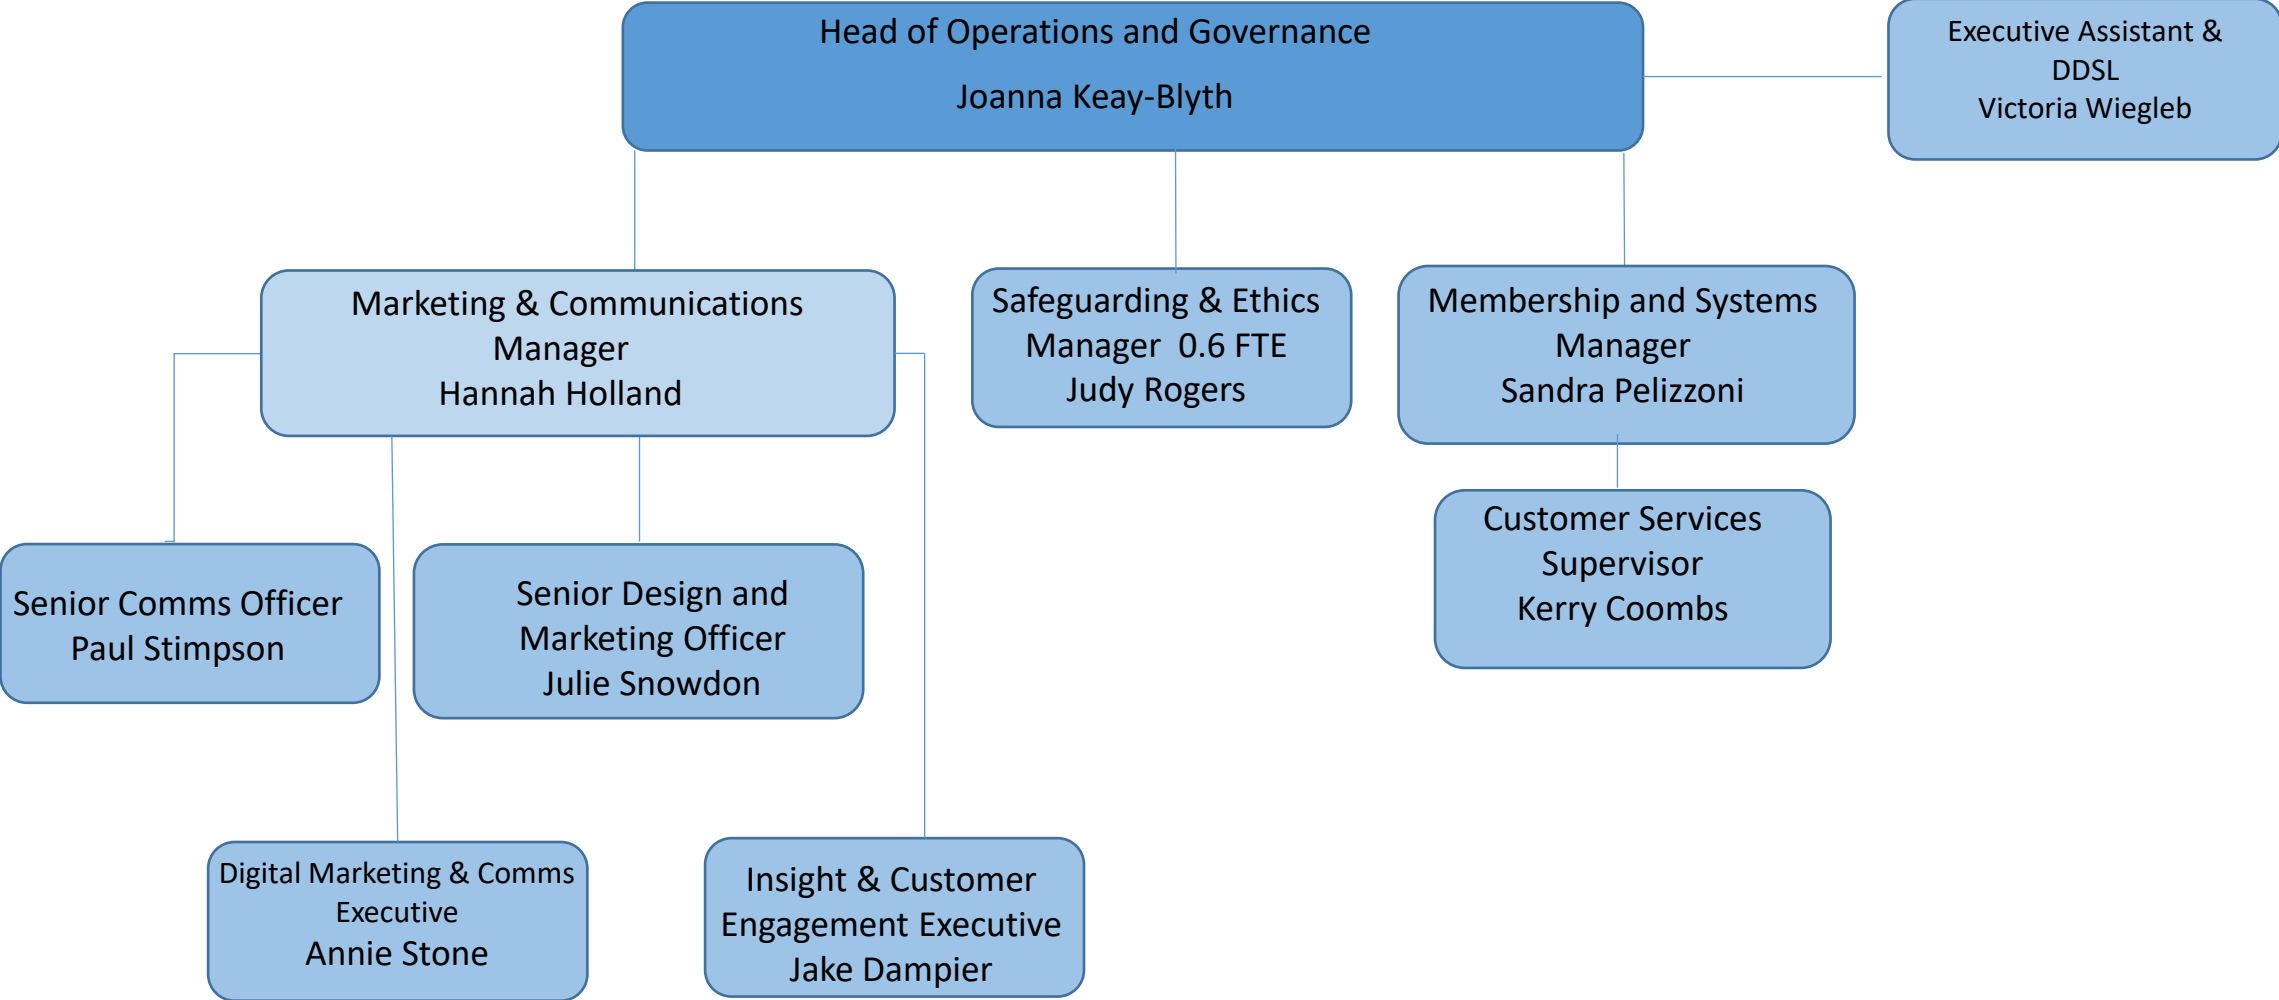 Head of Operations and Governance
Joanna Keay-Blyth
Executive Assistant &
DDSL
Victoria Wiegleb
Marketing & Communications
Manager
Hannah Holland
Safeguarding & Ethics
Manager 0.6 FTE
Judy Rogers
Membership and Systems
Manager
Sandra Pelizzoni
Senior Comms Officer
Paul Stimpson
Senior Design and
Marketing Officer
Julie Snowdon
Customer Services
Supervisor
Kerry Coombs
Digital Marketing & Comms
Executive
Annie Stone
Insight & Customer
Engagement Executive
Jake Dampier